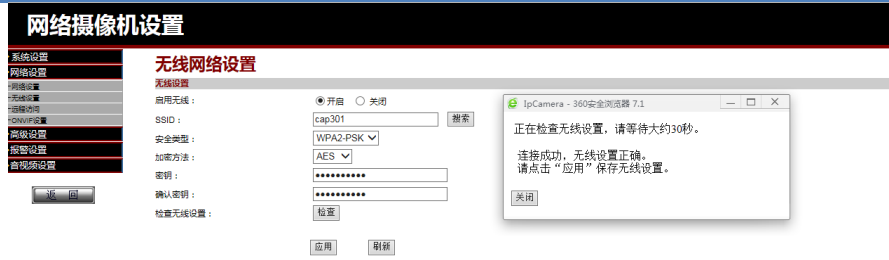 网络摄像机设置
系统设置
网络设置
网络设置
无线设置
远程访问
ONVIF设置
高级设置
报警设置
音视频设置
返 回
无线网络设置
无线设置
启用无线：
开启 关闭
SSID：
cap301
搜索
安全类型：
WPA2-PSK
加密方法：
AES
密钥：
••••••••••
确认密钥：
••••••••••
检查无线设置：
检查
应用
刷新
IpCamera - 360安全浏览器 7.1
正在检查无线设置，请等待大约30秒。
连接成功，无线设置正确。
请点击“应用”保存无线设置。
关闭